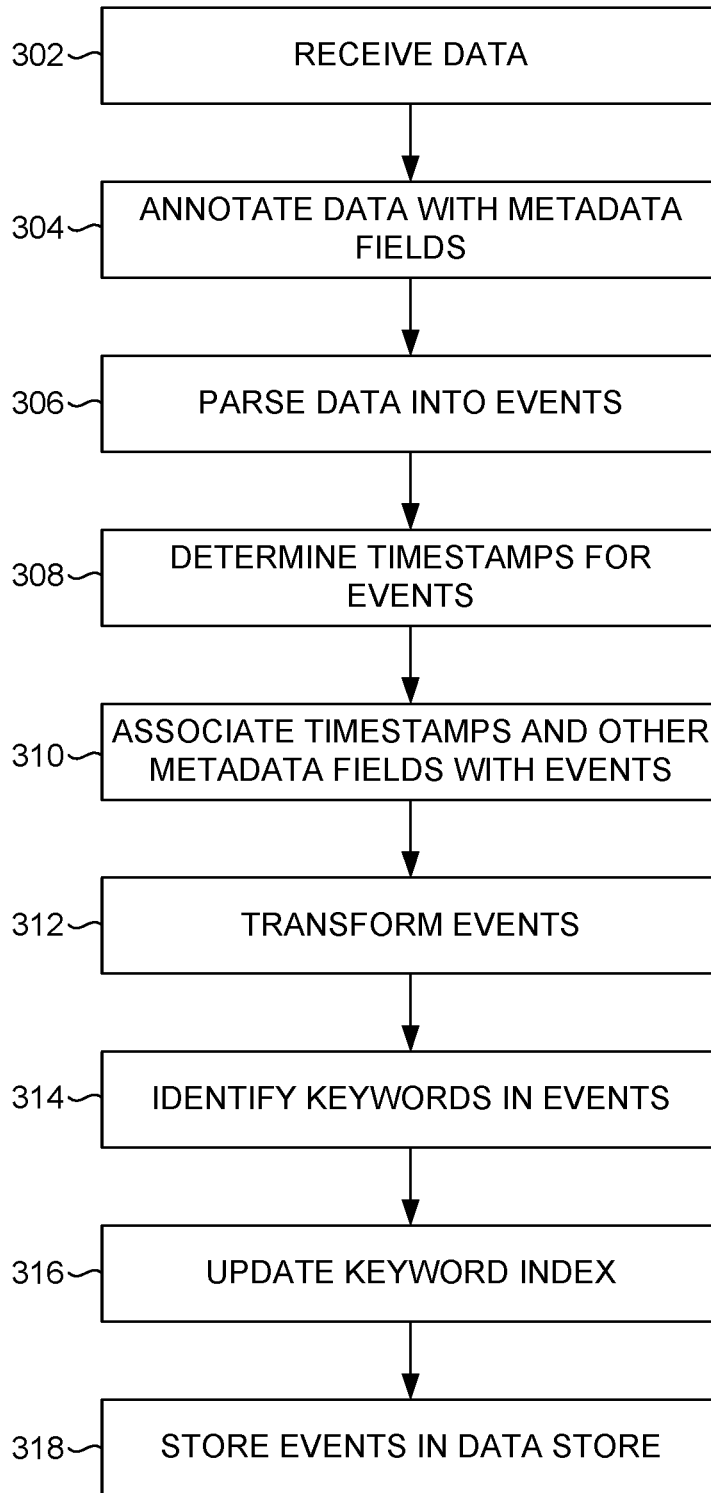 302
RECEIVE DATA
304
ANNOTATE DATA WITH METADATA
FIELDS
306
PARSE DATA INTO EVENTS
308
DETERMINE TIMESTAMPS FOR
EVENTS
310
ASSOCIATE TIMESTAMPS AND OTHER
METADATA FIELDS WITH EVENTS
312
TRANSFORM EVENTS
314
IDENTIFY KEYWORDS IN EVENTS
316
UPDATE KEYWORD INDEX
318
STORE EVENTS IN DATA STORE